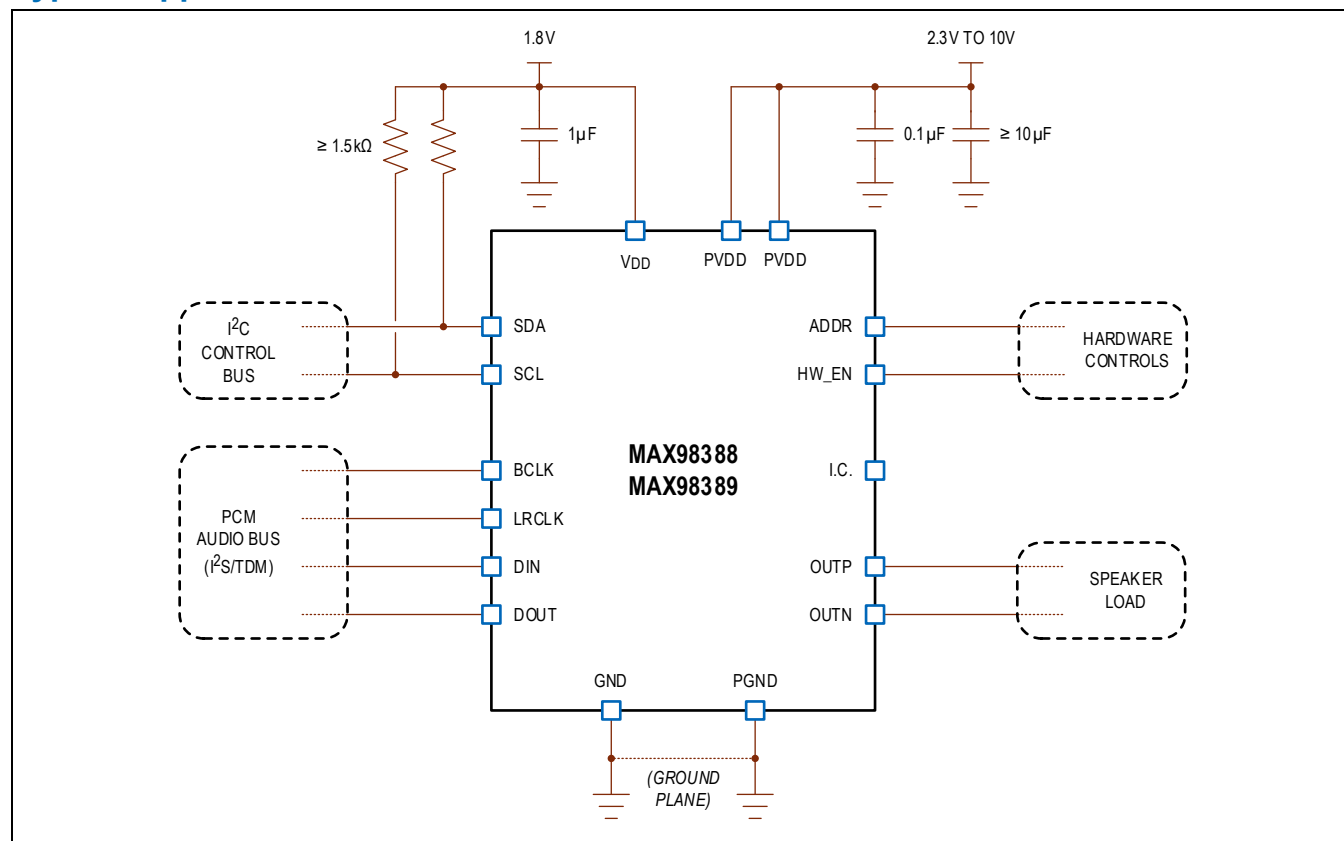 1.8V
2.3V TO 10V
≥ 1.5kΩ
1µF
0.1µF
≥ 10µF
VDD
PVDD
PVDD
I²C
CONTROL
BUS
SDA
SCL
ADDR
HW_EN
HARDWARE
CONTROLS
MAX98388
MAX98389
I.C.
PCM
AUDIO BUS
(I²S/TDM)
BCLK
LRCLK
DIN
DOUT
OUTP
OUTN
SPEAKER
LOAD
GND
PGND
(GROUND
PLANE)